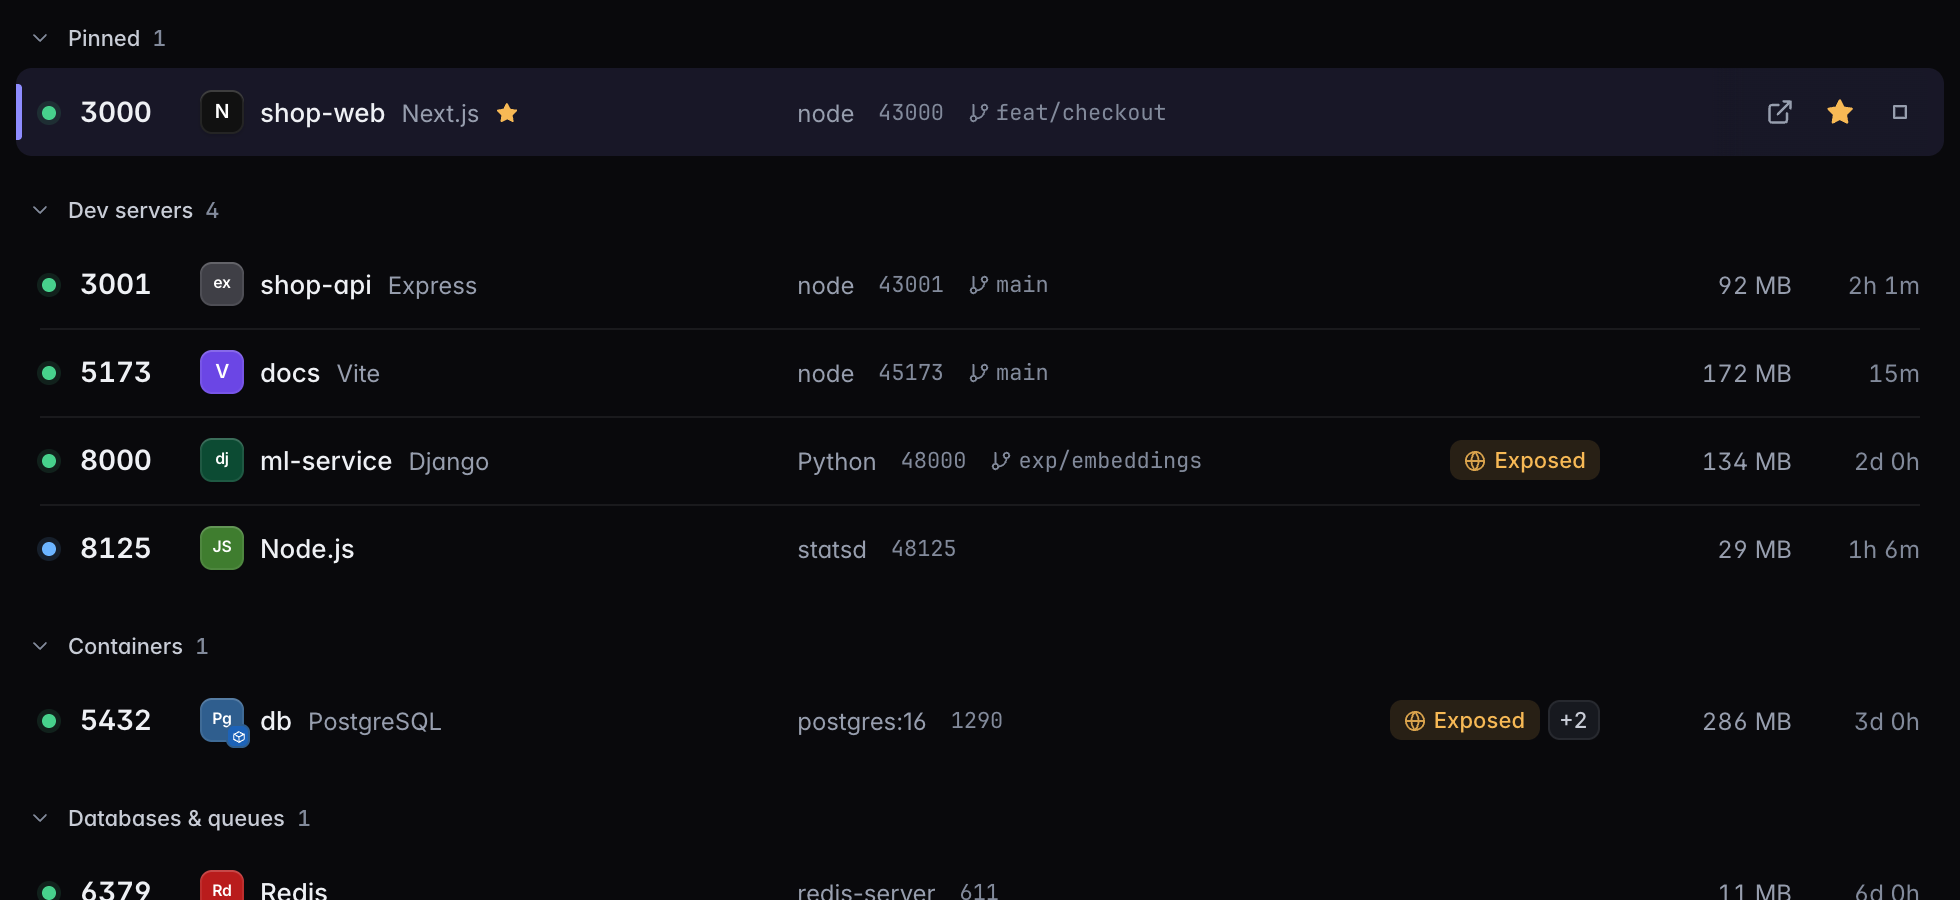 Pinned 1
3000 N shop-web Next.js node 43000 feat/checkout
Dev servers 4
3001 ex shop-api Express node 43001 main 92 MB 2h 1m
5173 V docs Vite node 45173 main 172 MB 15m
8000 dj ml-service Django Python 48000 exp/embeddings Exposed 134 MB 2d 0h
8125 JS Node.js statsd 48125 29 MB 1h 6m
Containers 1
5432 Pg db PostgreSQL postgres:16 1290 Exposed +2 286 MB 3d 0h
Databases & queues 1
6379 Rd Redis redis-server 611 11 MB 6d 0h